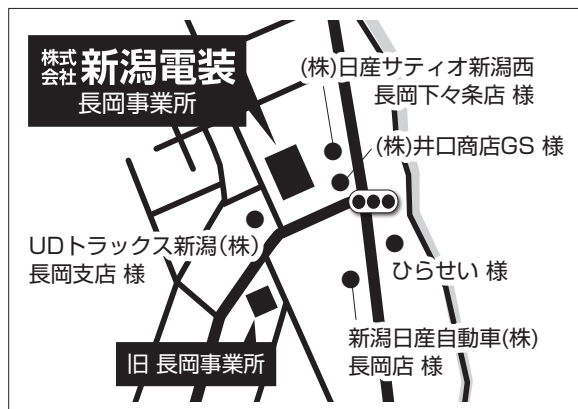 株式会社 新潟電装
長岡事業所
(株)日産サティオ新潟西
長岡下々条店 様
(株)井口商店GS 様
UDトラックス新潟(株)
長岡支店 様
ひらせい 様
新潟日産自動車(株)
長岡店 様
旧 長岡事業所